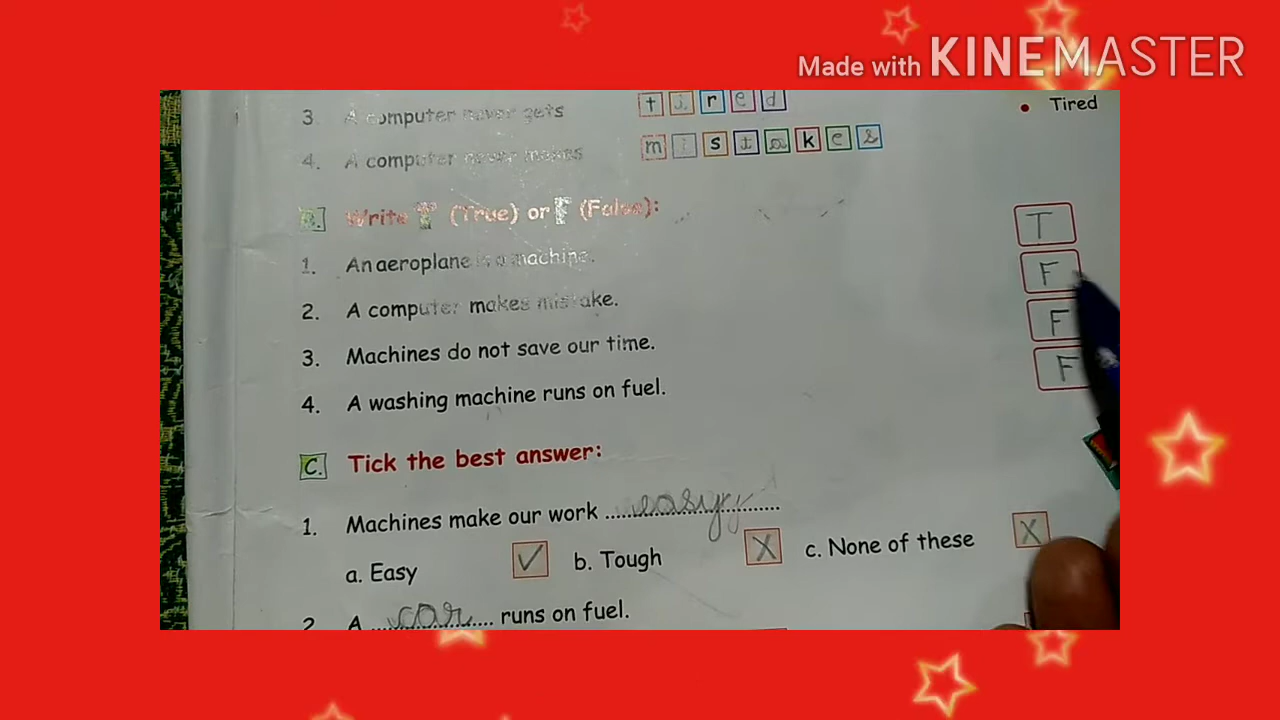 Made with KINEMASTER
3. A computer never gets tired
• Tired
4. A computer never makes mistakes
B. Write T (True) or F (False):
1. An aeroplane is a machine. T
2. A computer makes mistake. F
3. Machines do not save our time. F
4. A washing machine runs on fuel. F
C. Tick the best answer:
1. Machines make our work ......easy......
a. Easy ✓ b. Tough X c. None of these X
2. A ...car.... runs on fuel.